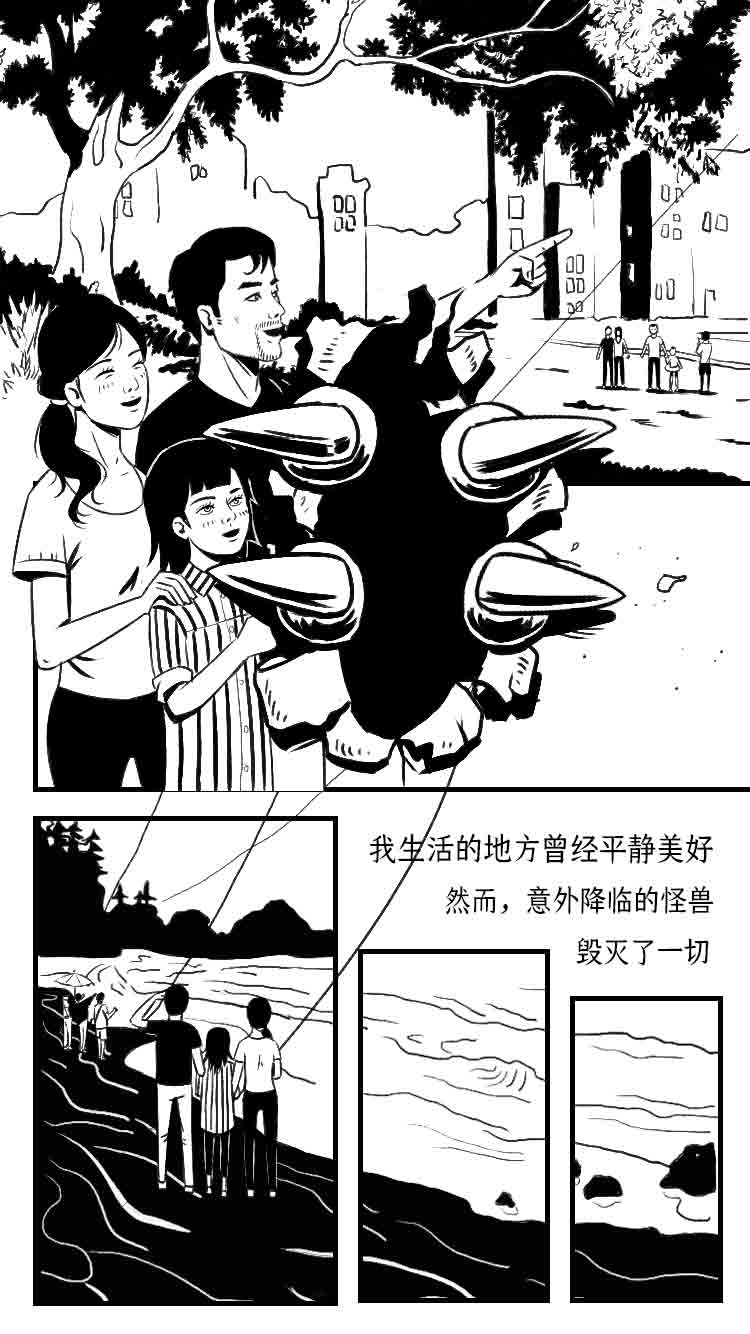 我生活的地方曾经平静美好
然而，意外降临的怪兽
毁灭了一切